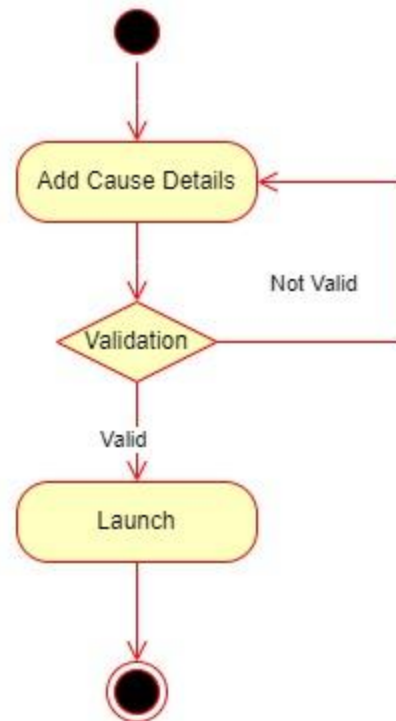 Add Cause Details
Not Valid
Validation
Valid
Launch